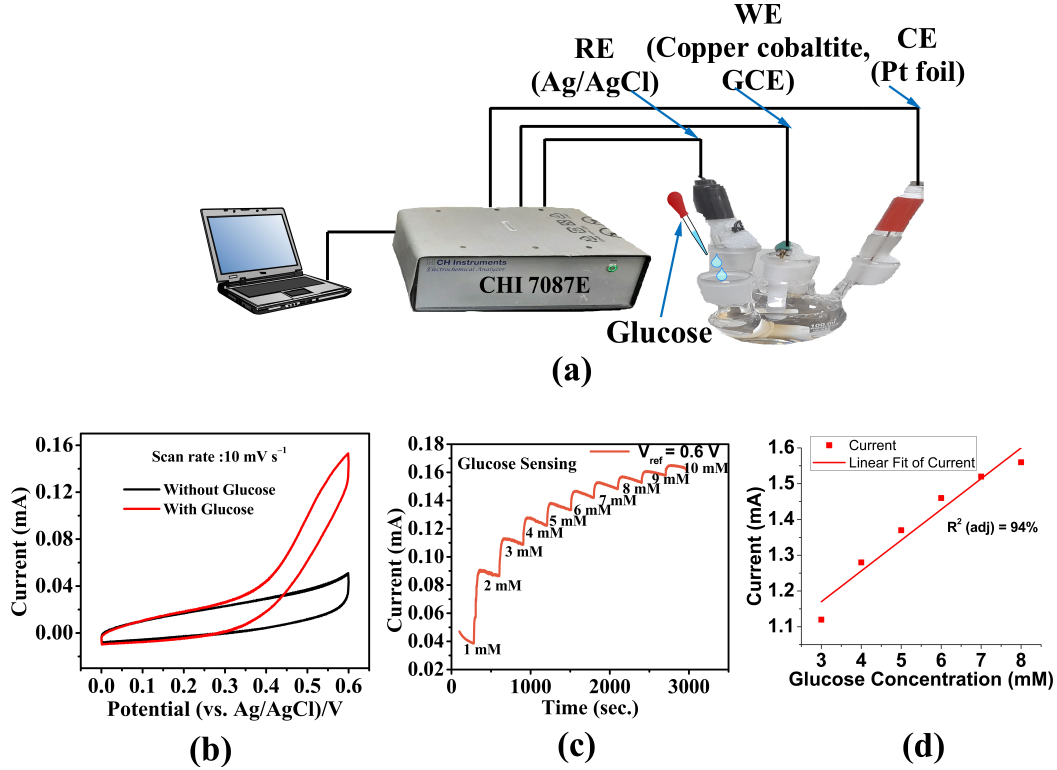 RE
(Ag/AgCl)
WE
(Copper cobaltite,
GCE)
CE
(Pt foil)
CH Instruments
Electrochemical Analyzer
CHI 7087E
Glucose
(a)
0.16
0.12
0.08
0.04
0.00
Current (mA)
Scan rate :10 mV s⁻¹
Without Glucose
With Glucose
0.0 0.1 0.2 0.3 0.4 0.5 0.6
Potential (vs. Ag/AgCl)/V
(b)
0.18
0.16
0.14
0.12
0.10
0.08
0.06
0.04
0.02
Current (mA)
Glucose Sensing
V_ref = 0.6 V
1 mM
2 mM
3 mM
4 mM
5 mM
6 mM
7 mM
8 mM
9 mM
10 mM
0 1000 2000 3000
Time (sec.)
(c)
1.6
1.5
1.4
1.3
1.2
1.1
Current (mA)
Current
Linear Fit of Current
R² (adj) = 94%
3 4 5 6 7 8
Glucose Concentration (mM)
(d)